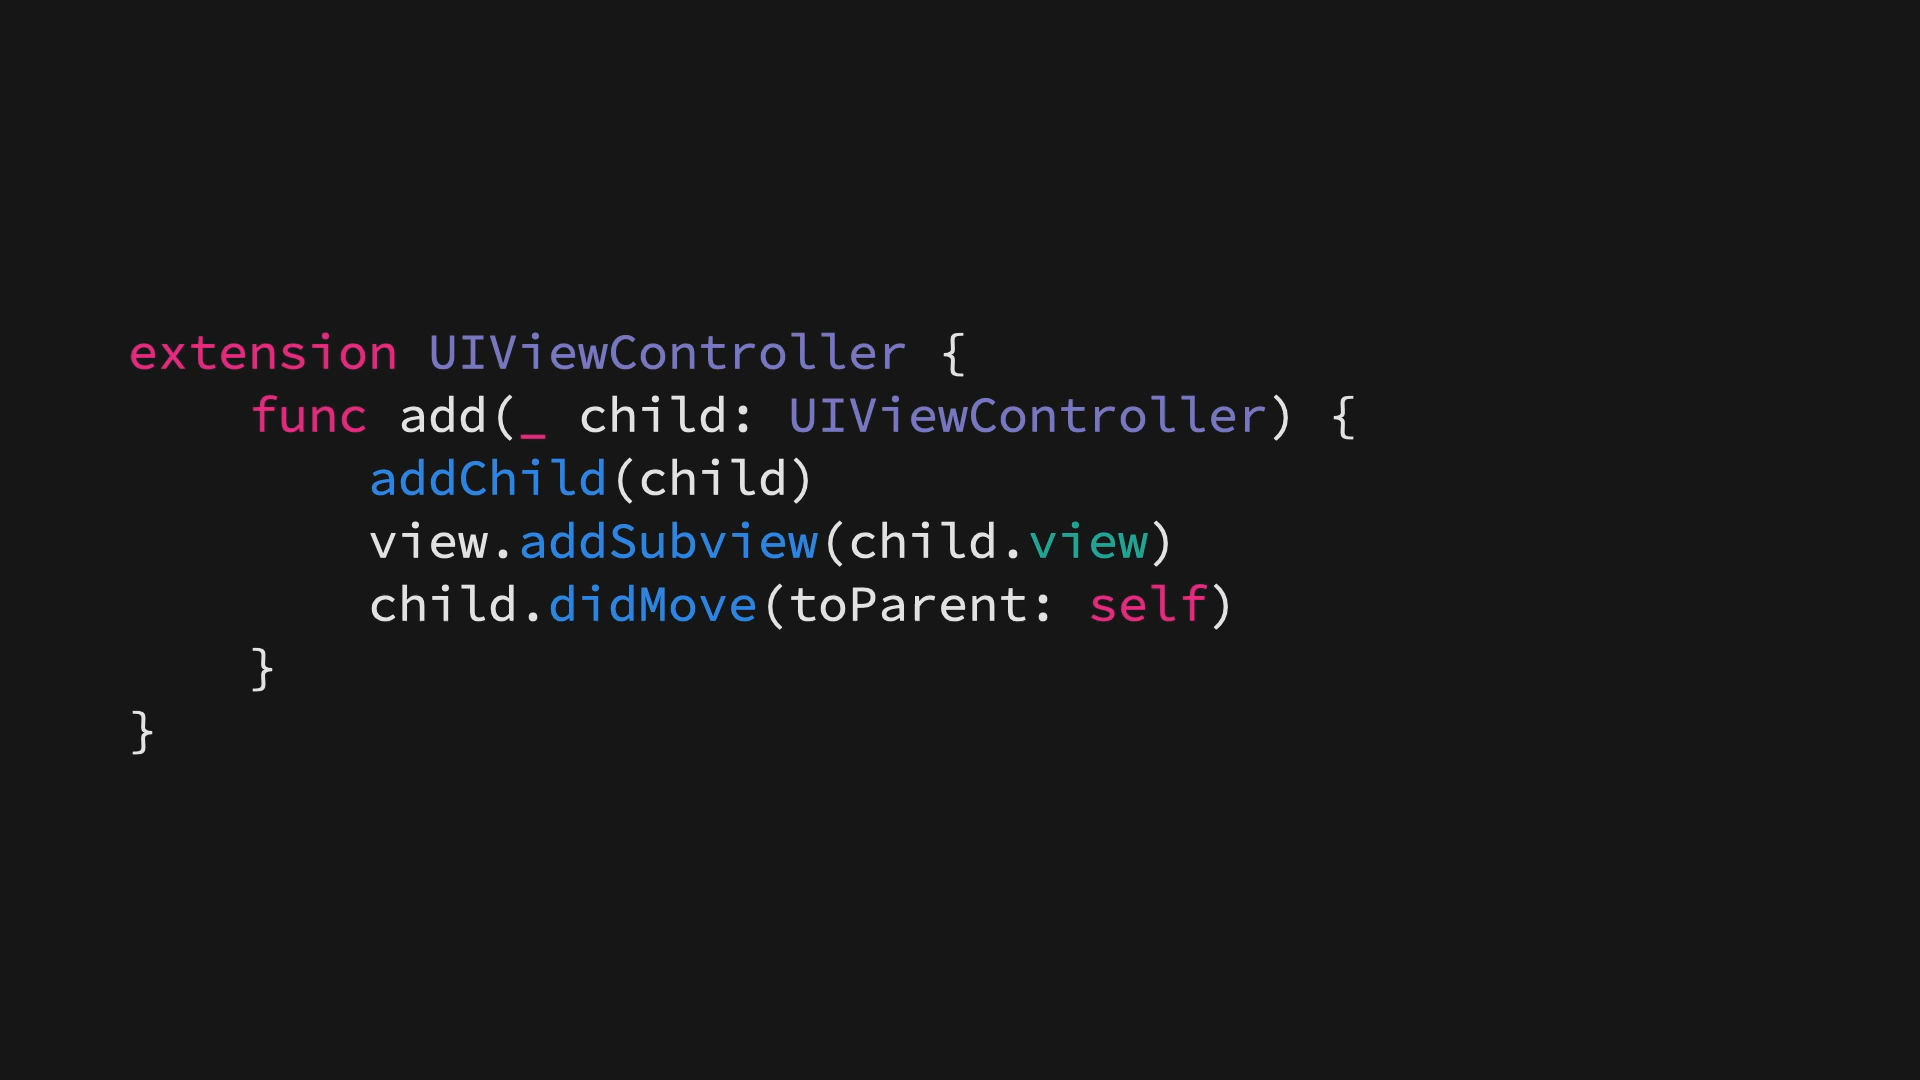 extension UIViewController {
    func add(_ child: UIViewController) {
        addChild(child)
        view.addSubview(child.view)
        child.didMove(toParent: self)
    }
}